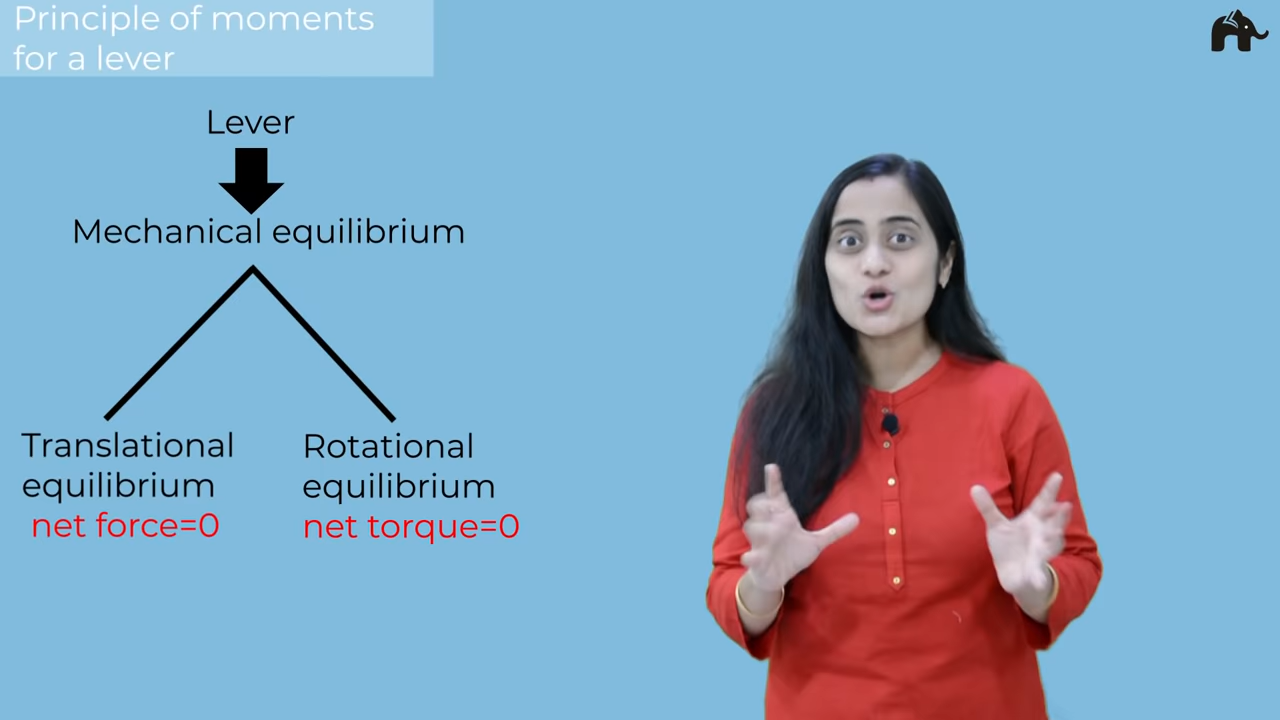 Principle of moments
for a lever
Lever
Mechanical equilibrium
Translational
equilibrium
net force=0
Rotational
equilibrium
net torque=0